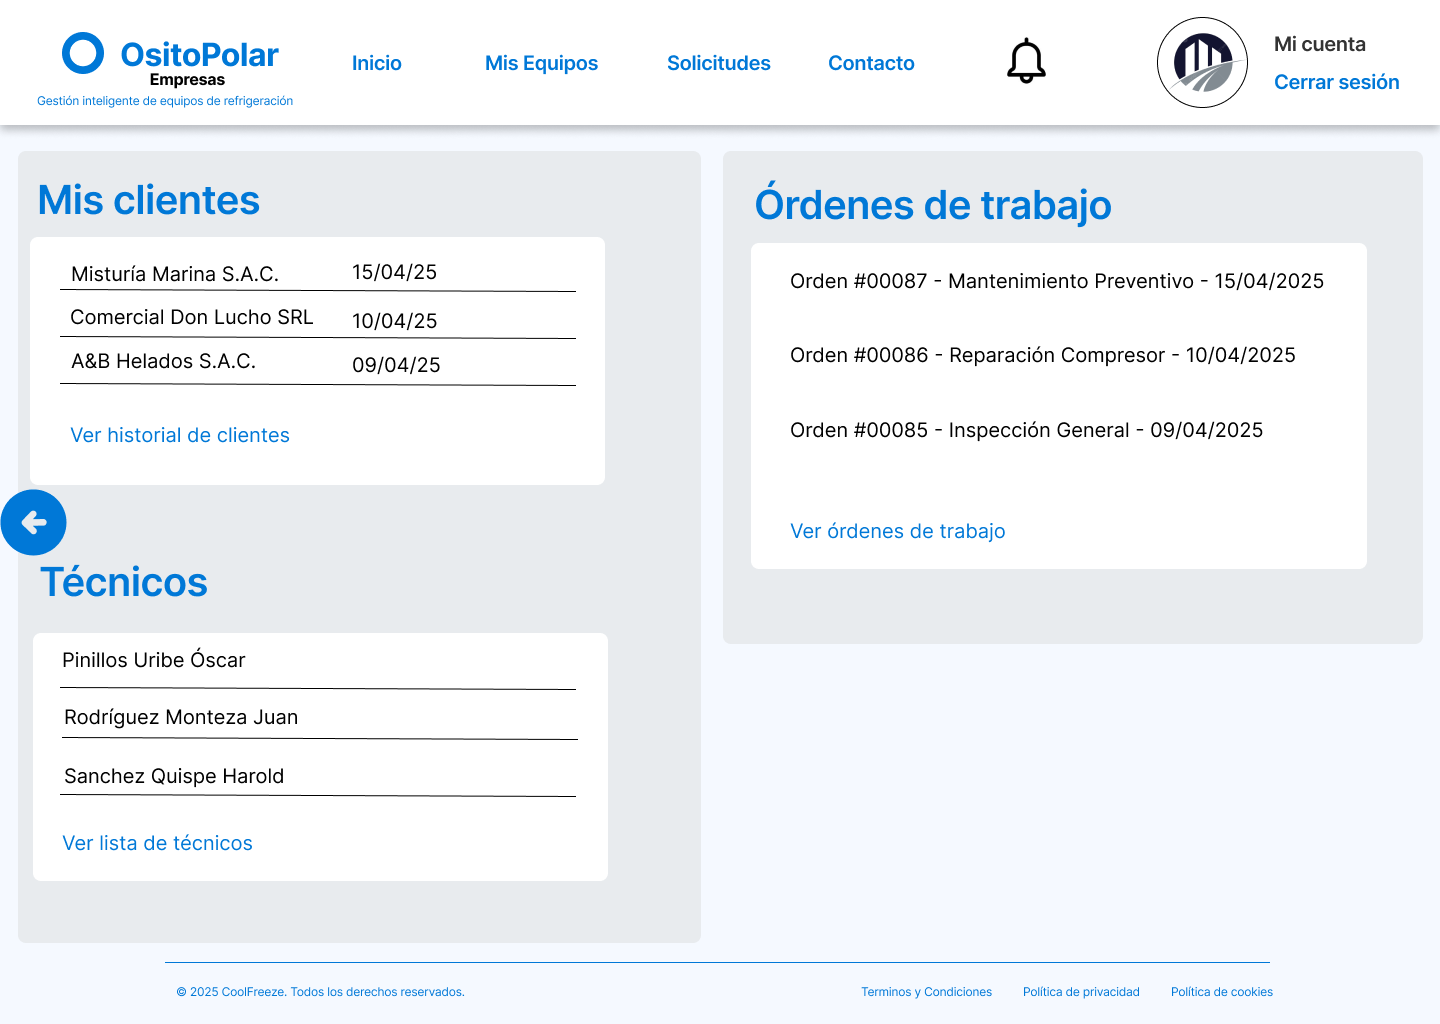 OsitoPolar
Empresas
Gestión inteligente de equipos de refrigeración
Inicio
Mis Equipos
Solicitudes
Contacto
Mi cuenta
Cerrar sesión
Mis clientes
Misturía Marina S.A.C. 15/04/25
Comercial Don Lucho SRL 10/04/25
A&B Helados S.A.C. 09/04/25
Ver historial de clientes
Técnicos
Pinillos Uribe Óscar
Rodríguez Monteza Juan
Sanchez Quispe Harold
Ver lista de técnicos
Órdenes de trabajo
Orden #00087 - Mantenimiento Preventivo - 15/04/2025
Orden #00086 - Reparación Compresor - 10/04/2025
Orden #00085 - Inspección General - 09/04/2025
Ver órdenes de trabajo
© 2025 CoolFreeze. Todos los derechos reservados.
Terminos y Condiciones
Política de privacidad
Política de cookies